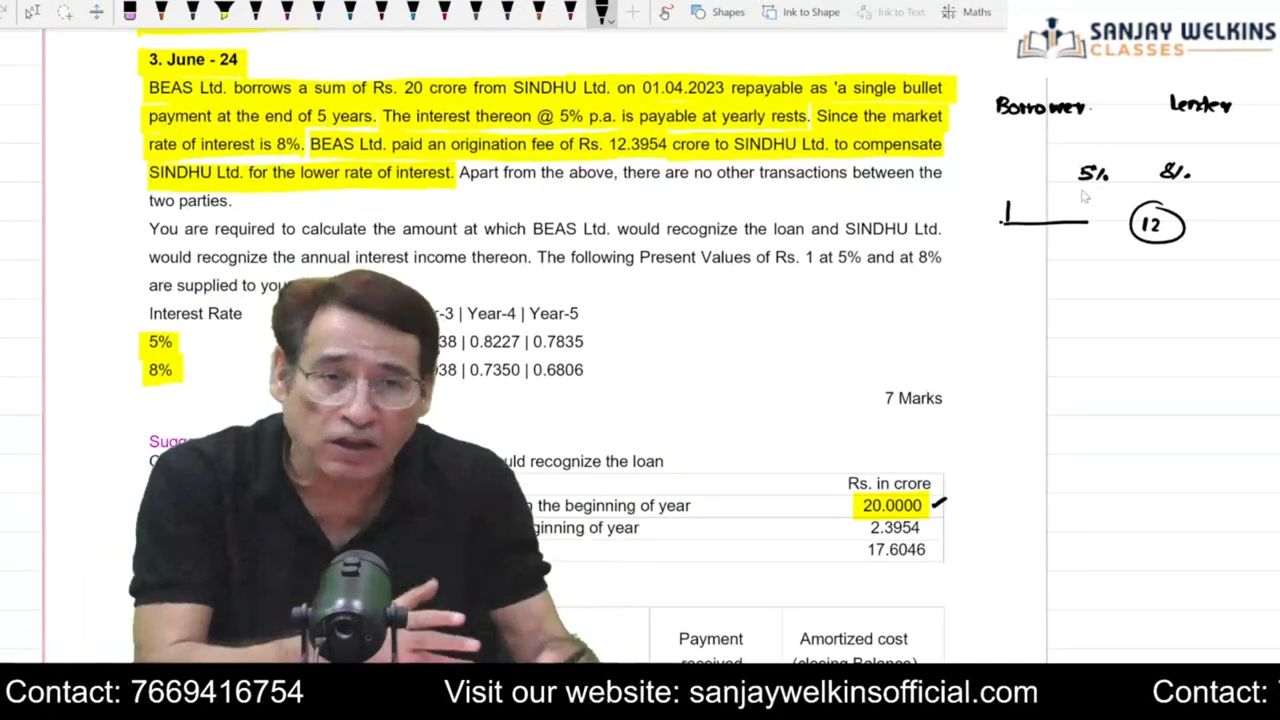 Shapes
Ink to Shape
Ink to Text
Maths
SANJAY WELKINS
CLASSES
3. June - 24
BEAS Ltd. borrows a sum of Rs. 20 crore from SINDHU Ltd. on 01.04.2023 repayable as 'a single bullet
payment at the end of 5 years. The interest thereon @ 5% p.a. is payable at yearly rests. Since the market
rate of interest is 8%. BEAS Ltd. paid an origination fee of Rs. 12.3954 crore to SINDHU Ltd. to compensate
SINDHU Ltd. for the lower rate of interest. Apart from the above, there are no other transactions between the
two parties.
You are required to calculate the amount at which BEAS Ltd. would recognize the loan and SINDHU Ltd.
would recognize the annual interest income thereon. The following Present Values of Rs. 1 at 5% and at 8%
are supplied to you
Interest Rate r-3 | Year-4 | Year-5
5% 38 | 0.8227 | 0.7835
8% 938 | 0.7350 | 0.6806
7 Marks
Borrower. Lender
5% 8%.
12
Sugg
uld recognize the loan
Rs. in crore
the beginning of year 20.0000
ginning of year 2.3954
17.6046
Payment Amortized cost
received (closing Balance)
Contact: 7669416754 Visit our website: sanjaywelkinsofficial.com Contact: